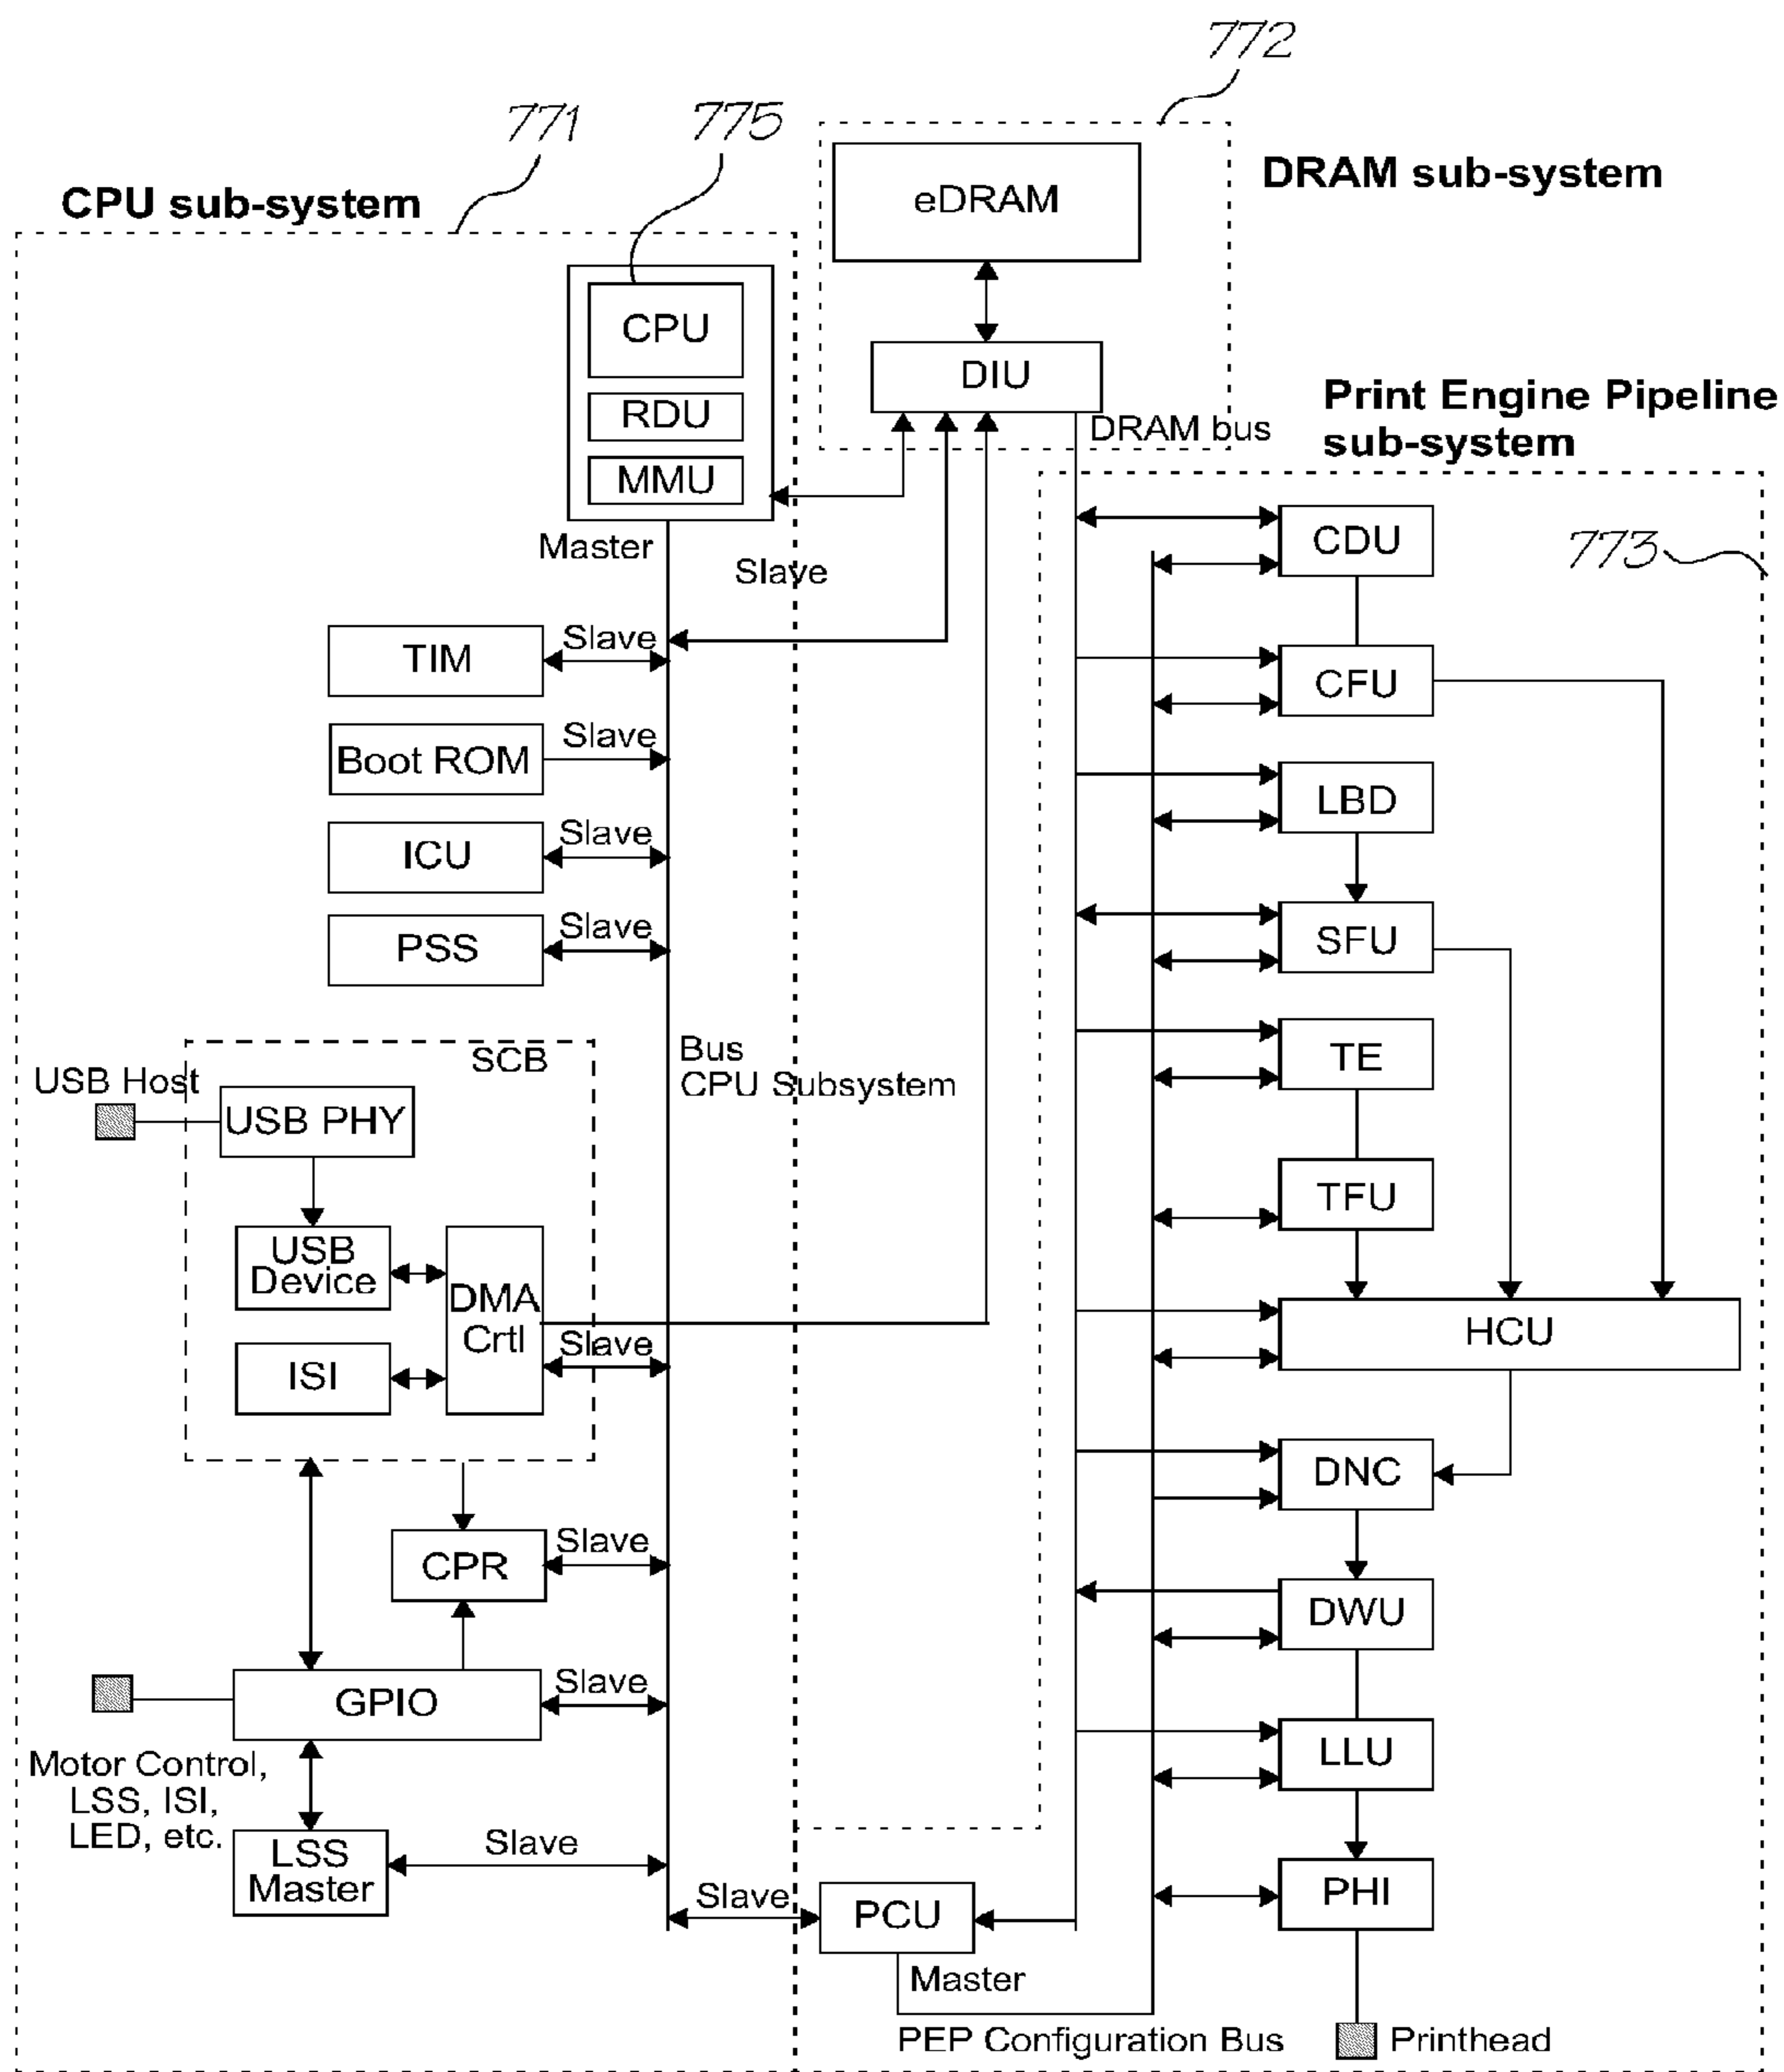 772
771
775
DRAM sub-system
CPU sub-system
eDRAM
CPU
DIU
RDU
Print Engine Pipeline
sub-system
DRAM bus
MMU
Master
CDU
773
Slave
TIM
Slave
CFU
Boot ROM
Slave
LBD
ICU
Slave
PSS
Slave
SFU
SCB
Bus
CPU Subsystem
TE
USB Host
USB PHY
TFU
USB
Device
DMA
Crtl
Slave
HCU
ISI
DNC
CPR
Slave
DWU
GPIO
Slave
LLU
Motor Control,
LSS, ISI,
LED, etc.
LSS
Master
Slave
PHI
Slave
PCU
Master
PEP Configuration Bus
Printhead